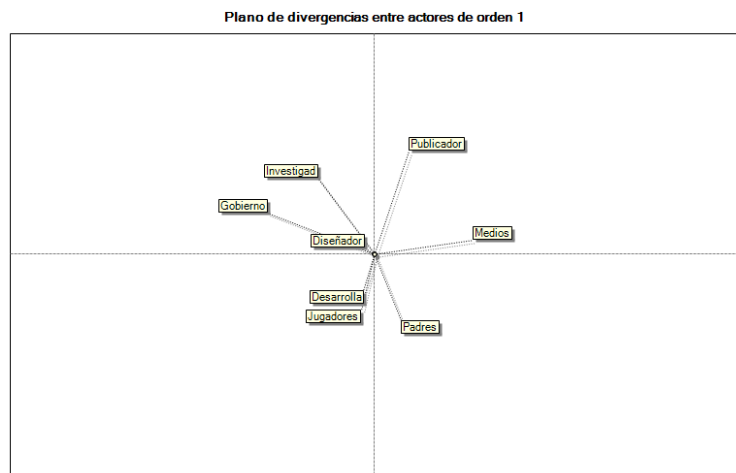 Plano de divergencias entre actores de orden 1
Publicador
Investigad
Gobierno
Medios
Diseñador
Desarrolla
Jugadores
Padres